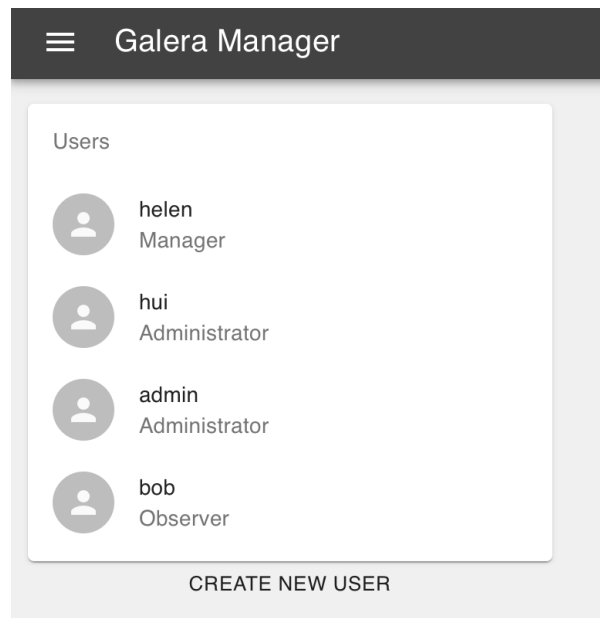 Galera Manager
Users
helen
Manager
hui
Administrator
admin
Administrator
bob
Observer
CREATE NEW USER